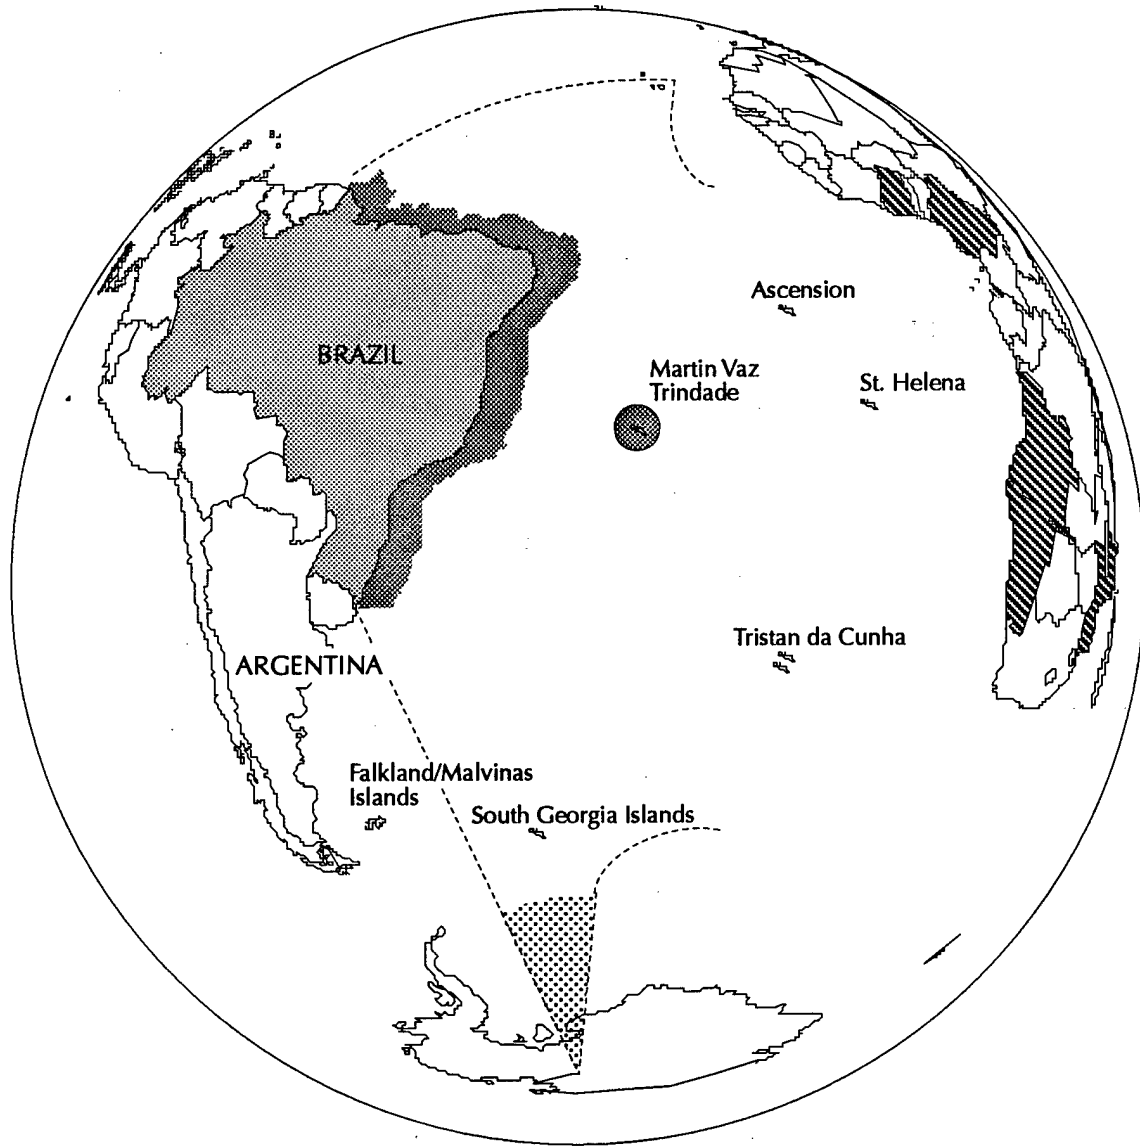 Ascension
BRAZIL
Martin Vaz
Trindade
St. Helena
Tristan da Cunha
ARGENTINA
Falkland/Malvinas
Islands
South Georgia Islands